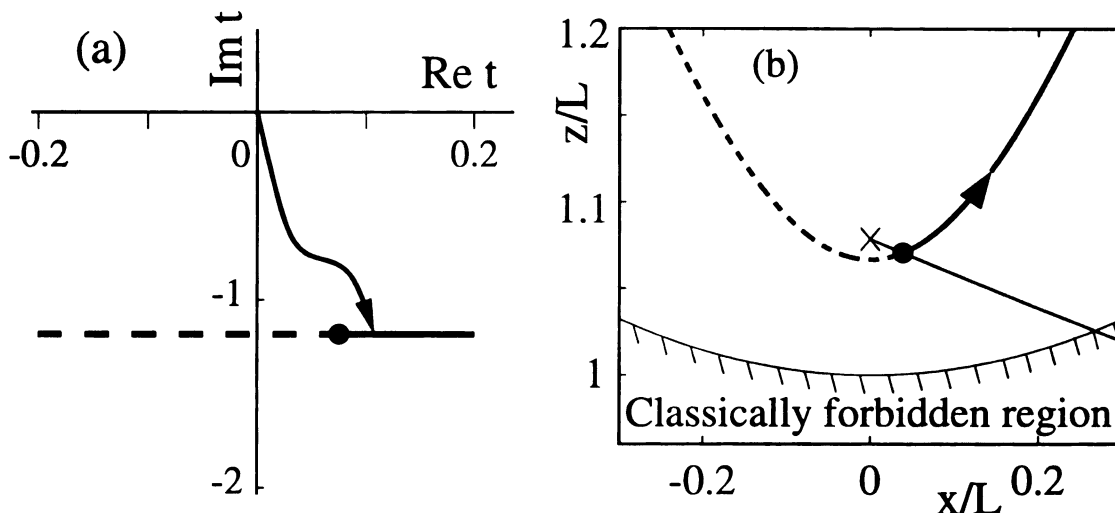 (a)
Im t
Re t
-0.2
0
0.2
-1
-2
(b)
z/L
1.2
1.1
1
Classically forbidden region
-0.2
0
0.2
x/L